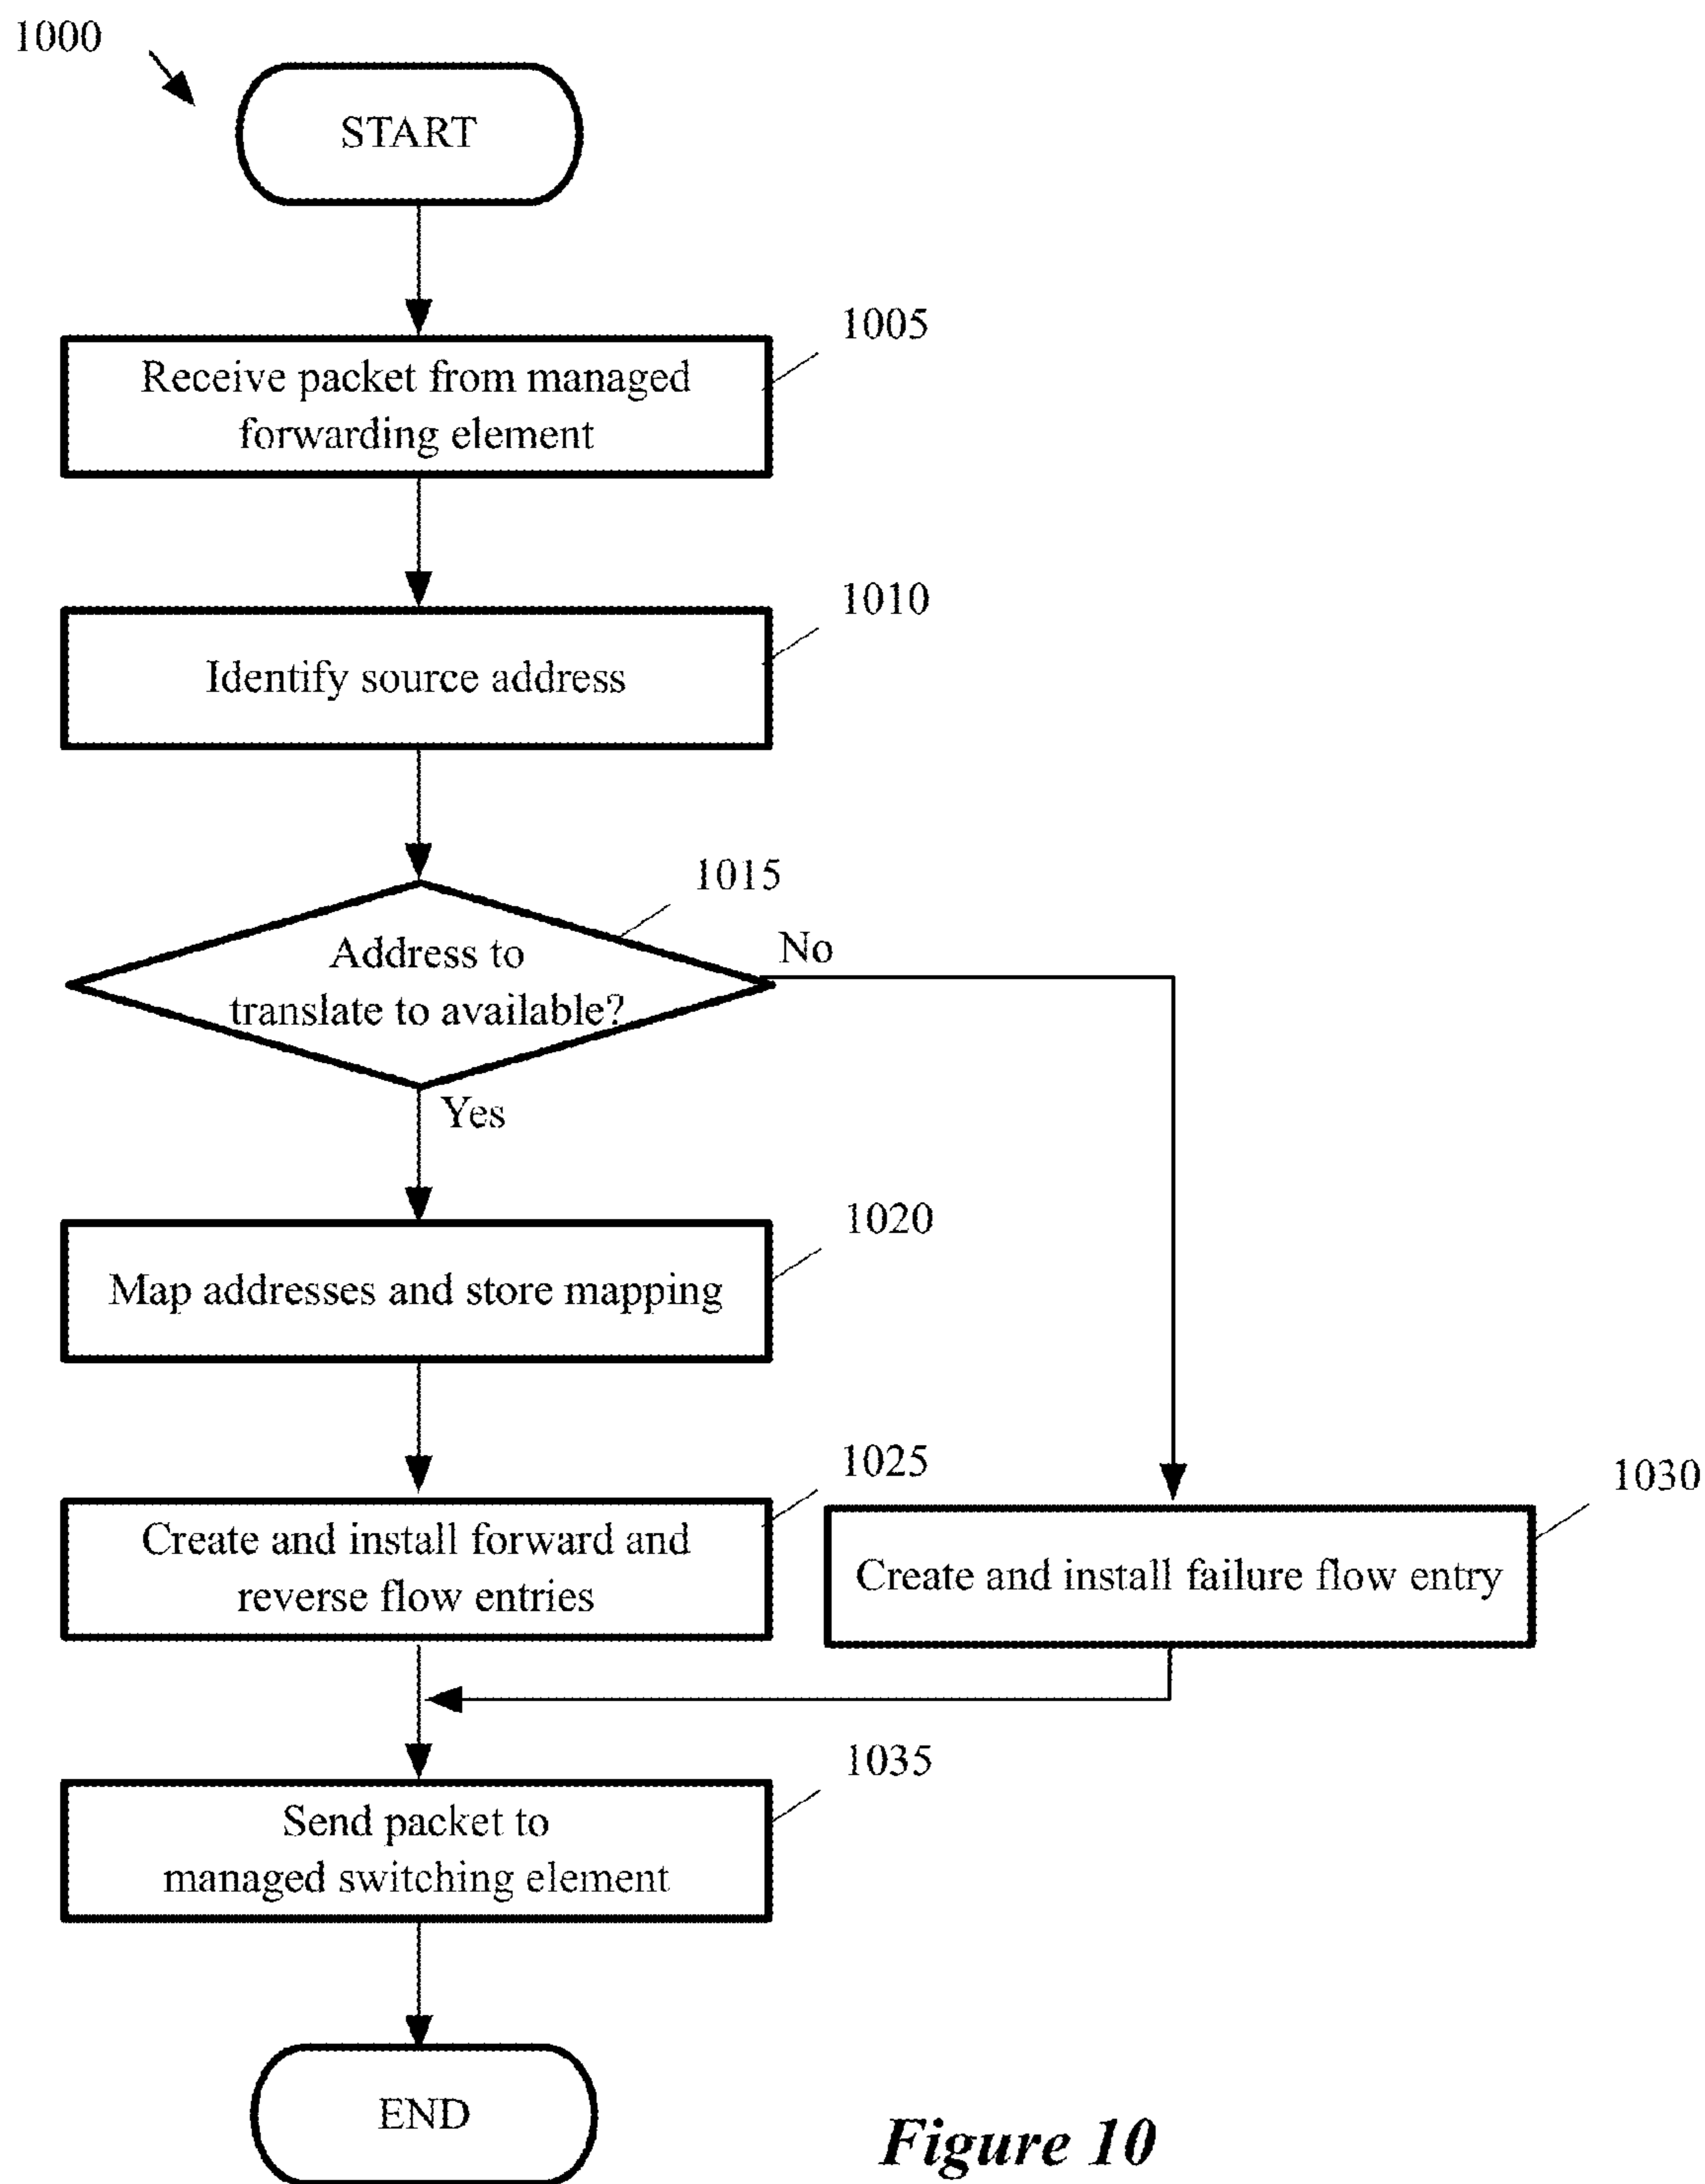 1000
START
1005
Receive packet from managed
forwarding element
1010
Identify source address
1015
Address to
translate to available?
No
Yes
1020
Map addresses and store mapping
1025
Create and install forward and
reverse flow entries
1030
Create and install failure flow entry
1035
Send packet to
managed switching element
END
Figure 10